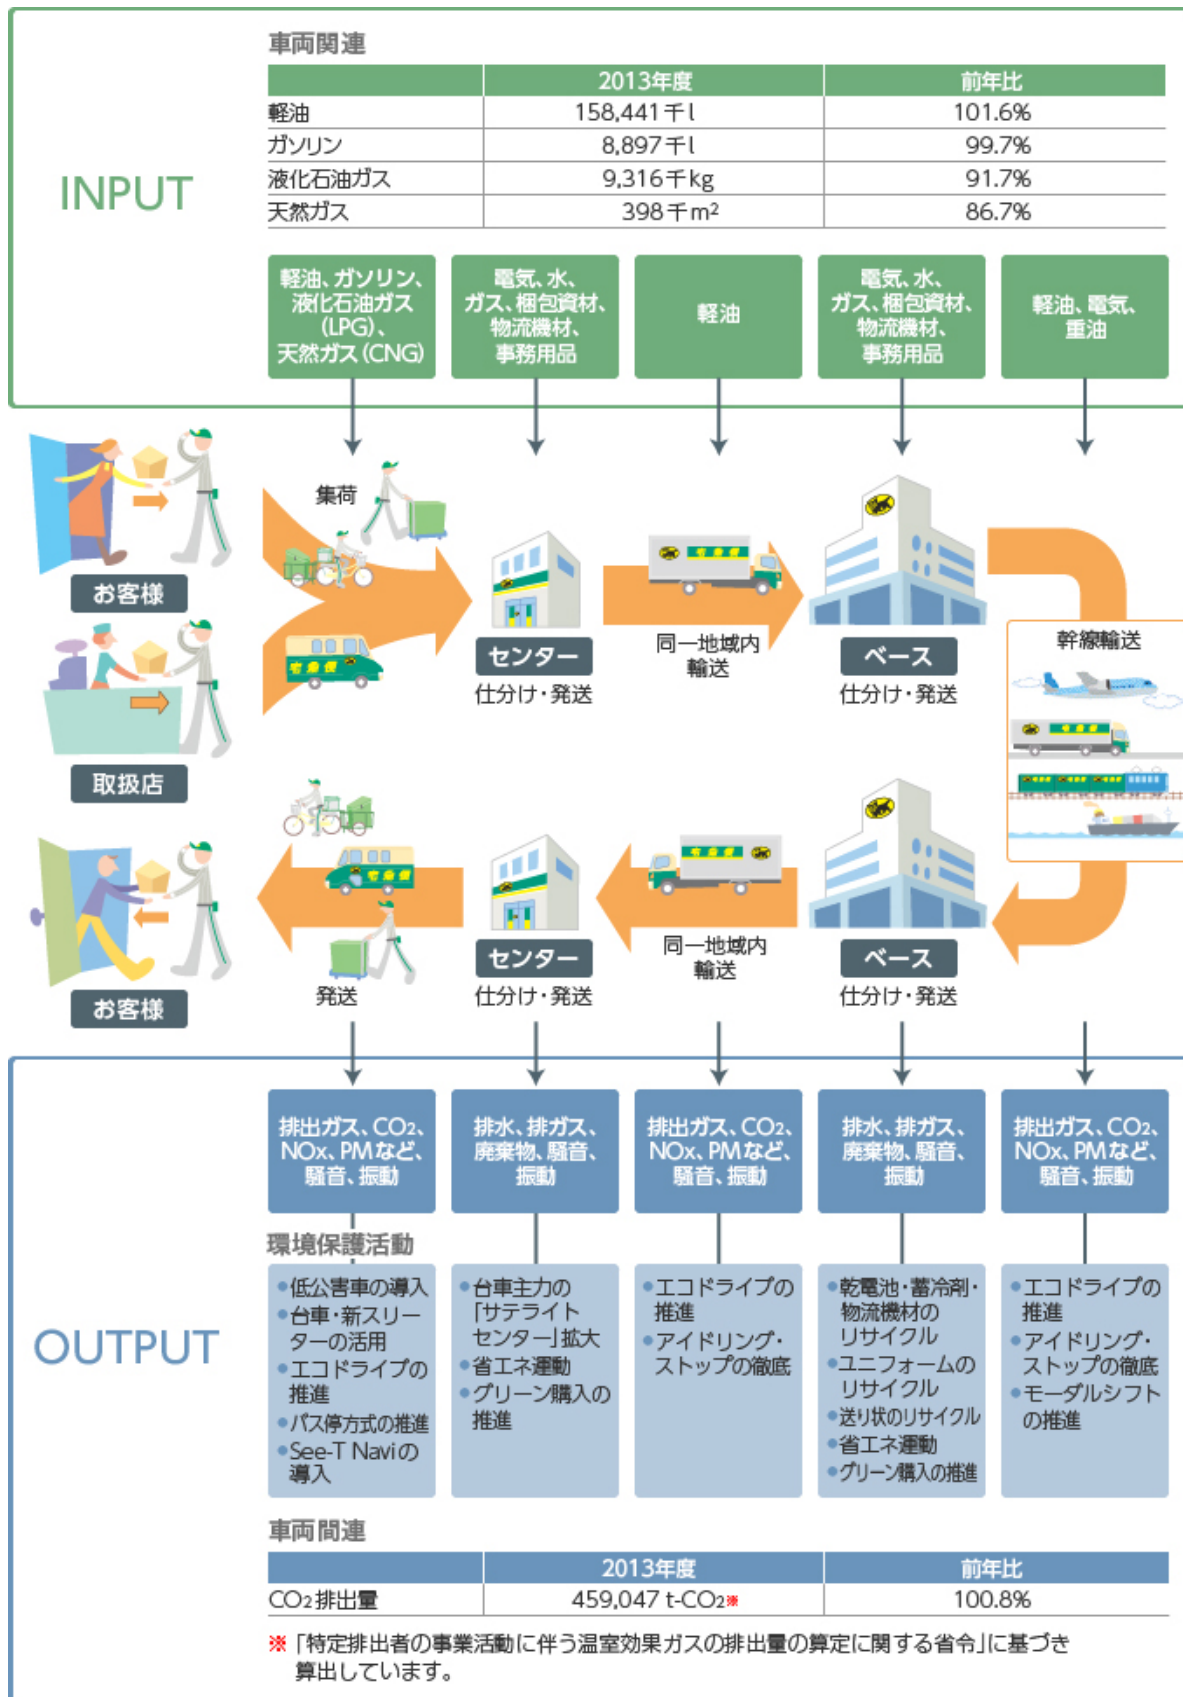 車両関連
2013年度 前年比
軽油 158,441千l 101.6%
ガソリン 8,897千l 99.7%
液化石油ガス 9,316千kg 91.7%
天然ガス 398千m² 86.7%
INPUT
軽油、ガソリン、
液化石油ガス
(LPG)、
天然ガス(CNG)
電気、水、
ガス、梱包資材、
物流機材、
事務用品
軽油
電気、水、
ガス、梱包資材、
物流機材、
事務用品
軽油、電気、
重油
お客様
取扱店
集荷
宅急便
センター
仕分け・発送
宅急便
同一地域内
輸送
ベース
仕分け・発送
幹線輸送
宅急便
宅急便 宅急便 宅急便
ベース
仕分け・発送
宅急便
同一地域内
輸送
センター
仕分け・発送
宅急便
発送
お客様
OUTPUT
排出ガス、CO₂、
NOx、PMなど、
騒音、振動
排水、排ガス、
廃棄物、騒音、
振動
排出ガス、CO₂、
NOx、PMなど、
騒音、振動
排水、排ガス、
廃棄物、騒音、
振動
排出ガス、CO₂、
NOx、PMなど、
騒音、振動
環境保護活動
●低公害車の導入
●台車・新スリー
ターの活用
●エコドライブの
推進
●バス停方式の推進
●See-T Naviの
導入
●台車主力の
「サテライト
センター」拡大
●省エネ運動
●グリーン購入の
推進
●エコドライブの
推進
●アイドリング・
ストップの徹底
●乾電池・蓄冷剤・
物流機材の
リサイクル
●ユニフォームの
リサイクル
●送り状のリサイクル
●省エネ運動
●グリーン購入の推進
●エコドライブの
推進
●アイドリング・
ストップの徹底
●モーダルシフト
の推進
車両間連
2013年度 前年比
CO₂排出量 459,047 t-CO₂※ 100.8%
※「特定排出者の事業活動に伴う温室効果ガスの排出量の算定に関する省令」に基づき
算出しています。